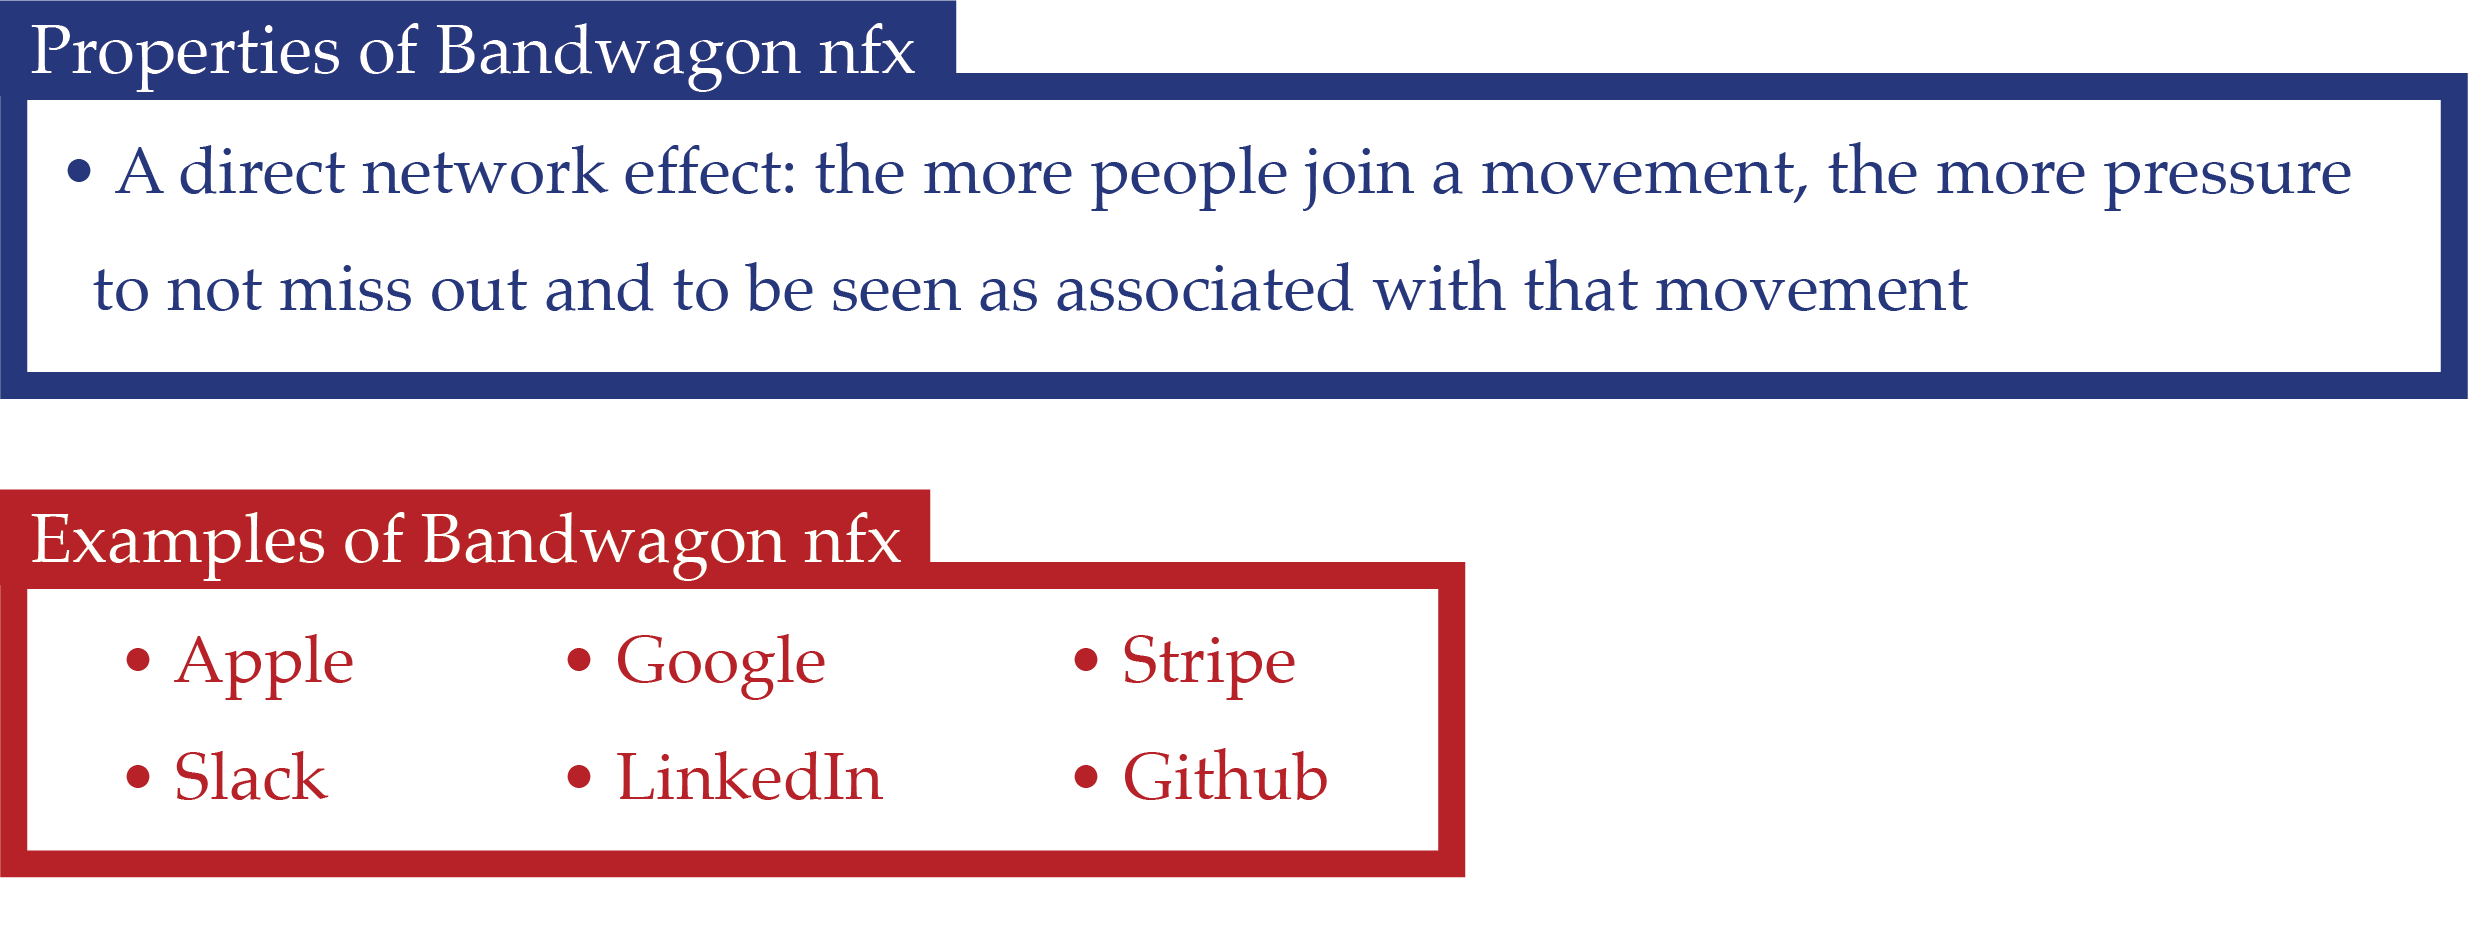 Properties of Bandwagon nfx
• A direct network effect: the more people join a movement, the more pressure
to not miss out and to be seen as associated with that movement
Examples of Bandwagon nfx
• Apple • Google • Stripe
• Slack • LinkedIn • Github